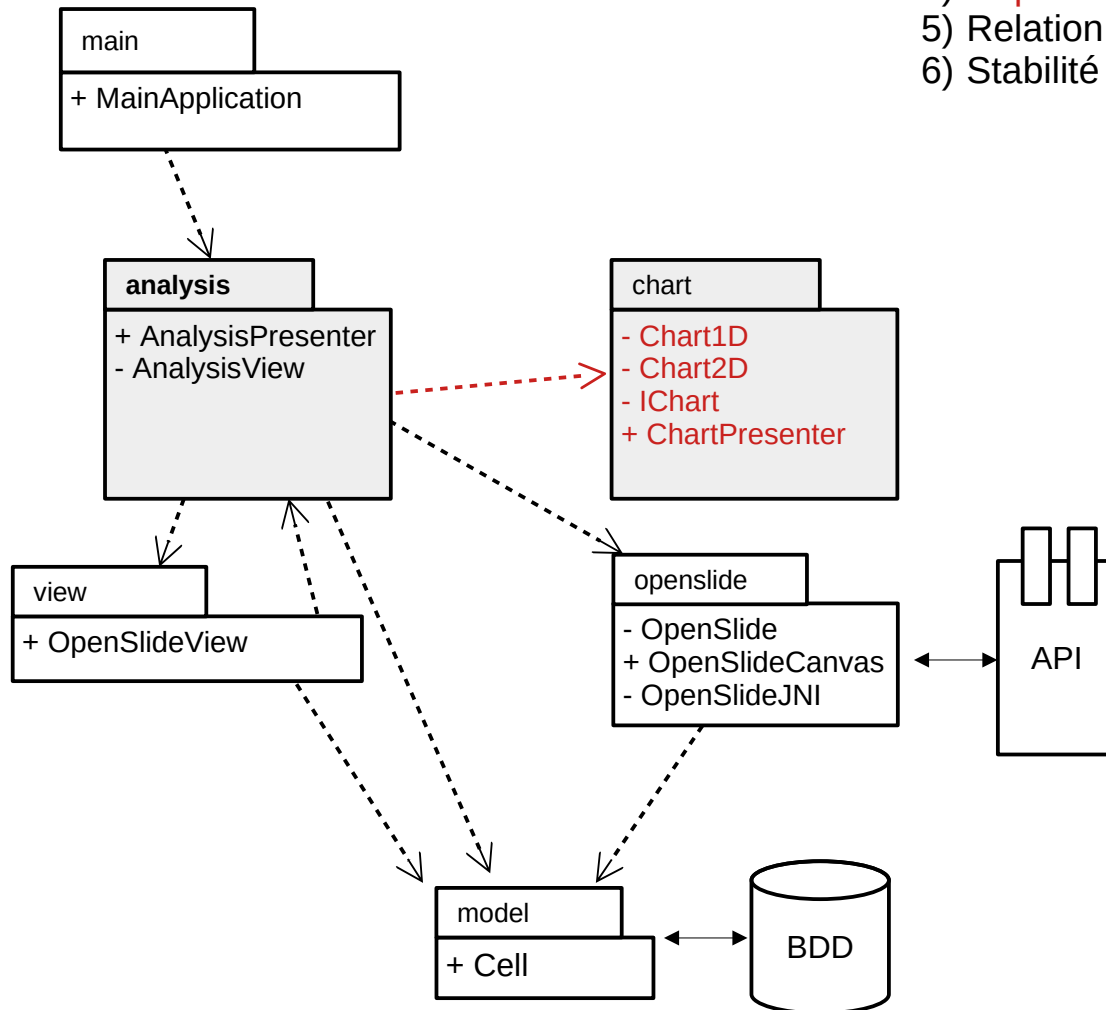 5) Relation
6) Stabilité
main
+ MainApplication
analysis
+ AnalysisPresenter
- AnalysisView
chart
- Chart1D
- Chart2D
- IChart
+ ChartPresenter
view
+ OpenSlideView
openslide
- OpenSlide
+ OpenSlideCanvas
- OpenSlideJNI
API
model
+ Cell
BDD